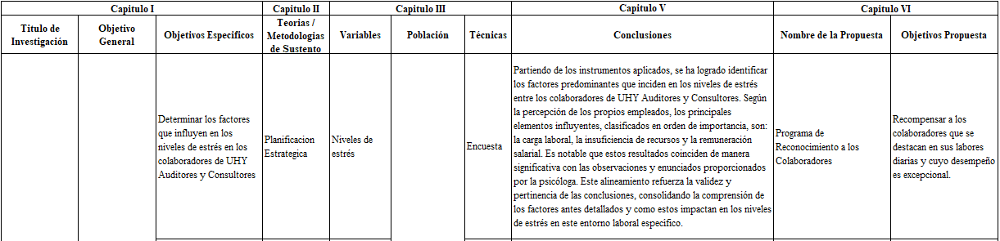 Capitulo I
Capitulo II
Capitulo III
Capitulo V
Capitulo VI
Titulo de
Investigación
Objetivo
General
Objetivos Específicos
Teorias /
Metodologias
de Sustento
Variables
Población
Técnicas
Conclusiones
Nombre de la Propuesta
Objetivos Propuesta
Determinar los factores
que influyen en los
niveles de estrés en los
colaboradores de UHY
Auditores y Consultores
Planificacion
Estrategica
Niveles de
estrés
Encuesta
Partiendo de los instrumentos aplicados, se ha logrado identificar
los factores predominantes que inciden en los niveles de estrés
entre los colaboradores de UHY Auditores y Consultores. Según
la percepción de los propios empleados, los principales
elementos influyentes, clasificados en orden de importancia, son:
la carga laboral, la insuficiencia de recursos y la remuneración
salarial. Es notable que estos resultados coinciden de manera
significativa con las observaciones y enunciados proporcionados
por la psicóloga. Este alineamiento refuerza la validez y
pertinencia de las conclusiones, consolidando la comprensión de
los factores antes detallados y como estos impactan en los niveles
de estrés en este entorno laboral especifico.
Programa de
Reconocimiento a los
Colaboradores
Recompensar a los
colaboradores que se
destacan en sus labores
diarias y cuyo desempeño
es excepcional.